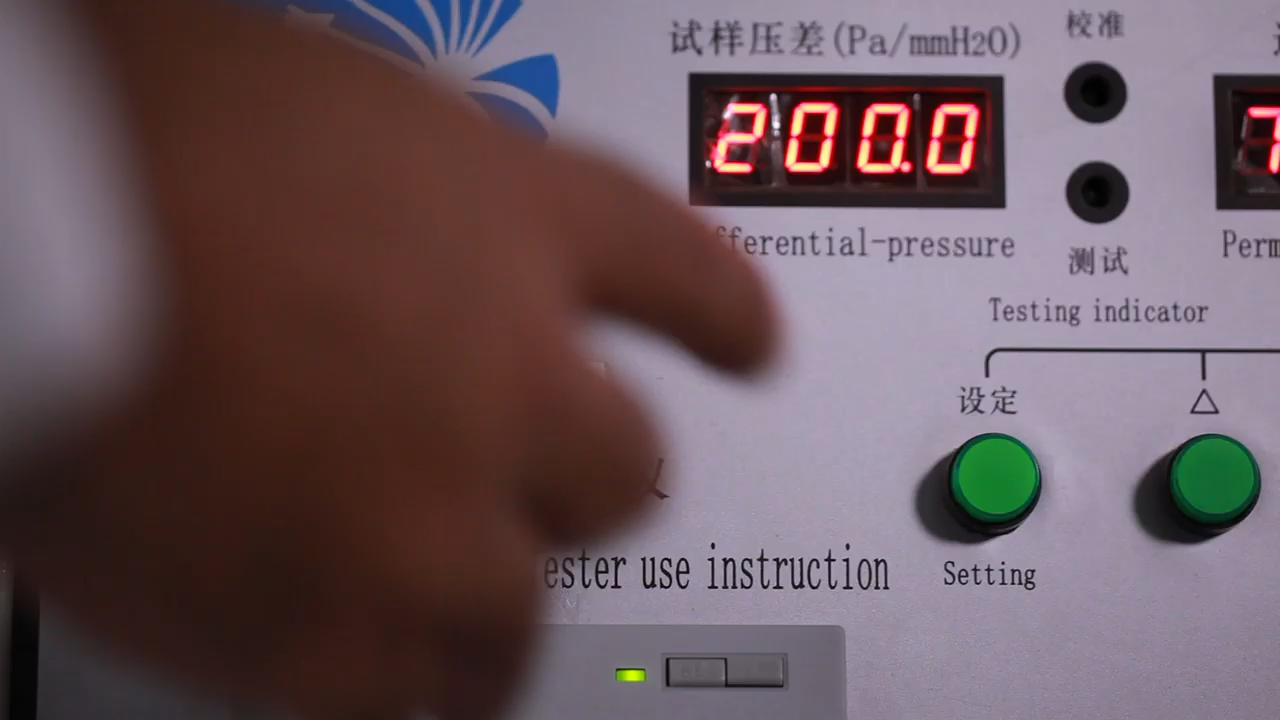 试样压差(Pa/mmH2O)
校准
200.0
7
fferential-pressure
Perm
测试
Testing indicator
设定
△
ester use instruction
Setting